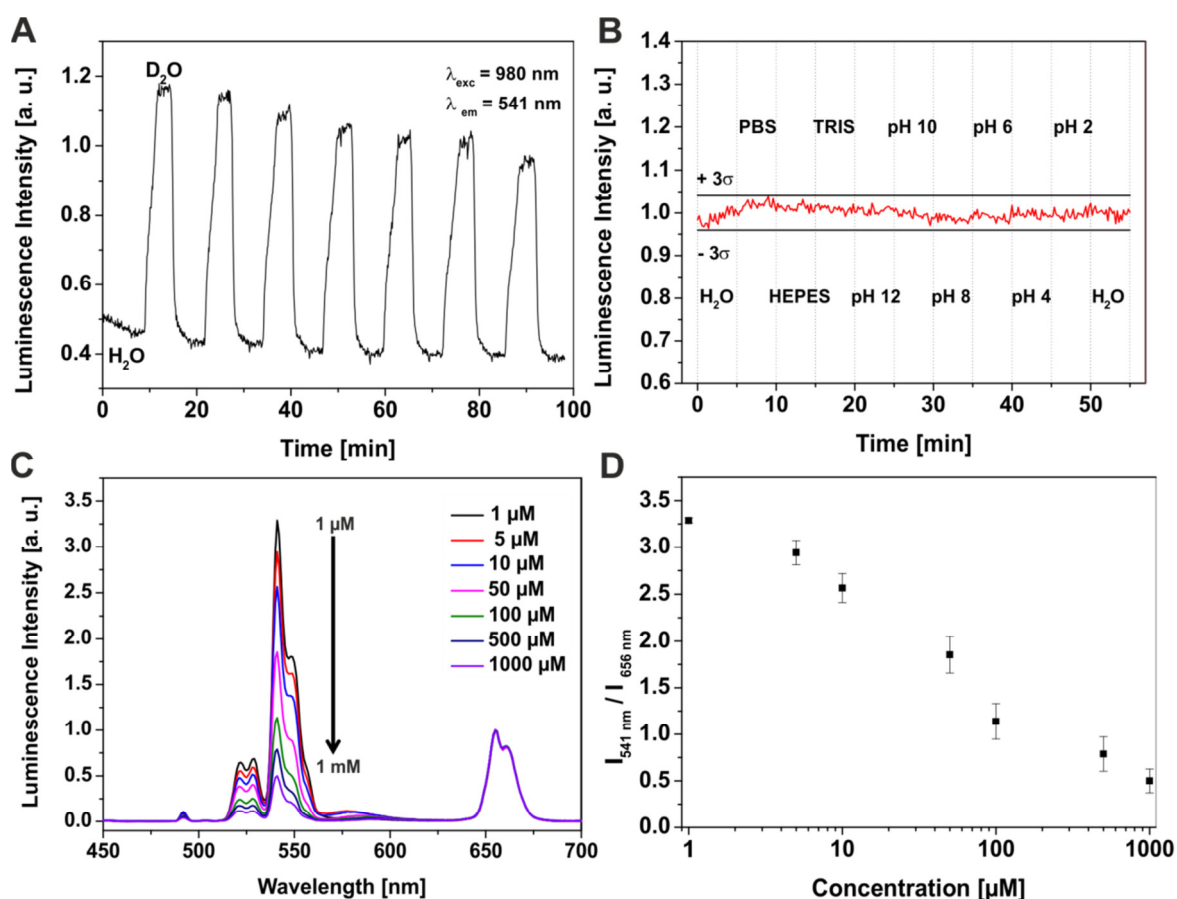 A
Luminescence Intensity [a. u.]
1.2
1.0
0.8
0.6
0.4
D₂O
λexc = 980 nm
λem = 541 nm
H₂O
0 20 40 60 80 100
Time [min]
B
Luminescence Intensiy [a. u.]
1.4
1.3
1.2
1.1
1.0
0.9
0.8
0.7
0.6
PBS TRIS pH 10 pH 6 pH 2
+ 3σ
- 3σ
H₂O HEPES pH 12 pH 8 pH 4 H₂O
0 10 20 30 40 50
Time [min]
C
Luminescence Intensity [a. u.]
3.5
3.0
2.5
2.0
1.5
1.0
0.5
0.0
1 µM
1 mM
1 µM
5 µM
10 µM
50 µM
100 µM
500 µM
1000 µM
450 500 550 600 650 700
Wavelength [nm]
D
I541 nm / I 656 nm
3.5
3.0
2.5
2.0
1.5
1.0
0.5
0.0
1 10 100 1000
Concentration [µM]